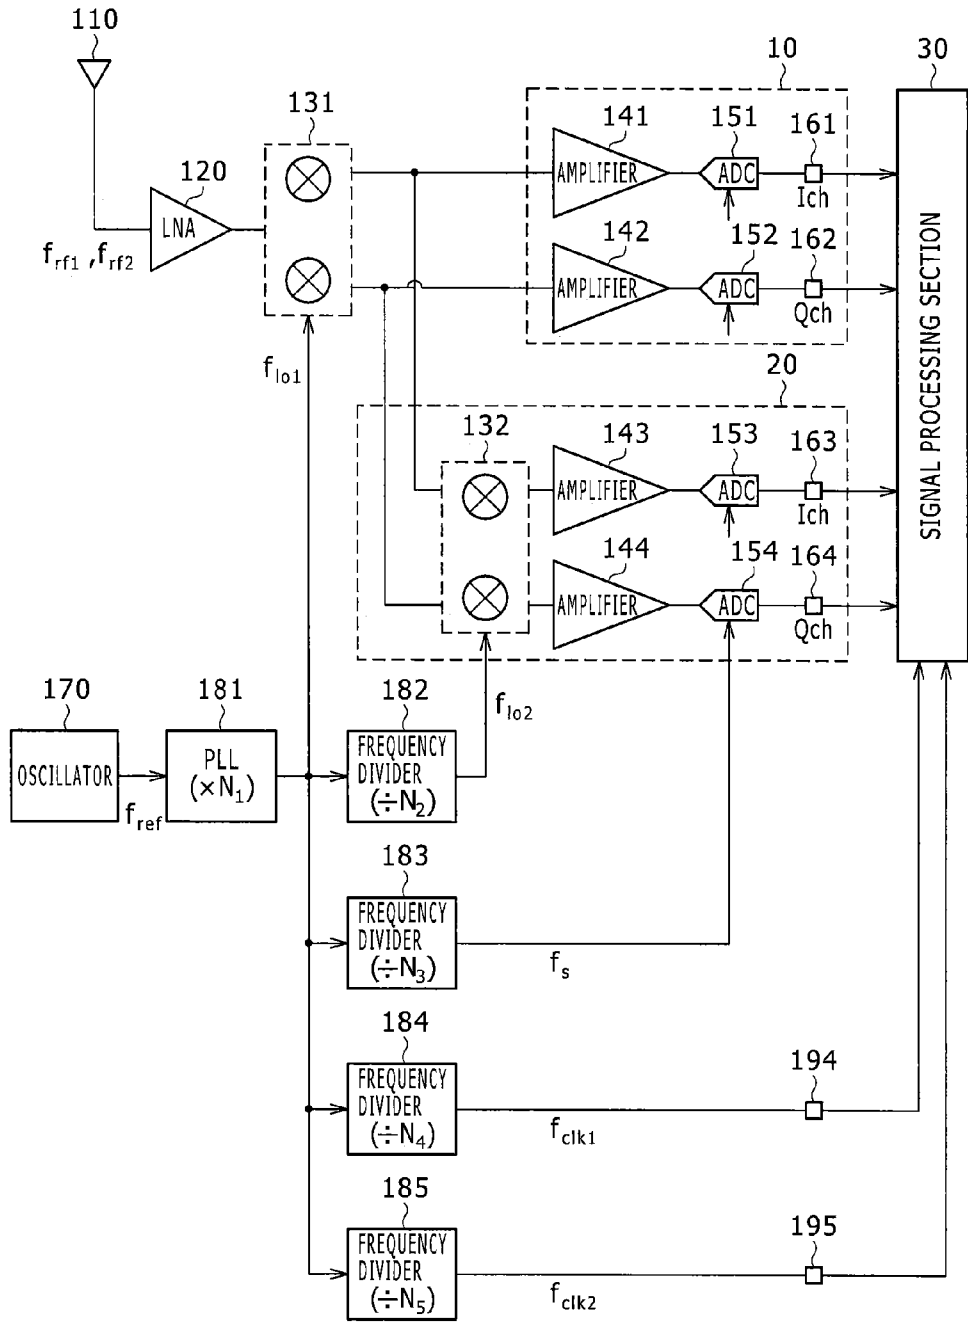 110
10
30
131
141
151
161
120
AMPLIFIER
ADC
Ich
LNA
142
152
162
f_rf1 , f_rf2
AMPLIFIER
ADC
Qch
SIGNAL PROCESSING SECTION
f_lo1
20
132
143
153
163
AMPLIFIER
ADC
Ich
144
154
164
AMPLIFIER
ADC
Qch
170
181
182
f_lo2
OSCILLATOR
PLL
(×N1)
FREQUENCY
DIVIDER
(÷N2)
f_ref
183
FREQUENCY
DIVIDER
(÷N3)
f_s
184
194
FREQUENCY
DIVIDER
(÷N4)
f_clk1
185
195
FREQUENCY
DIVIDER
(÷N5)
f_clk2